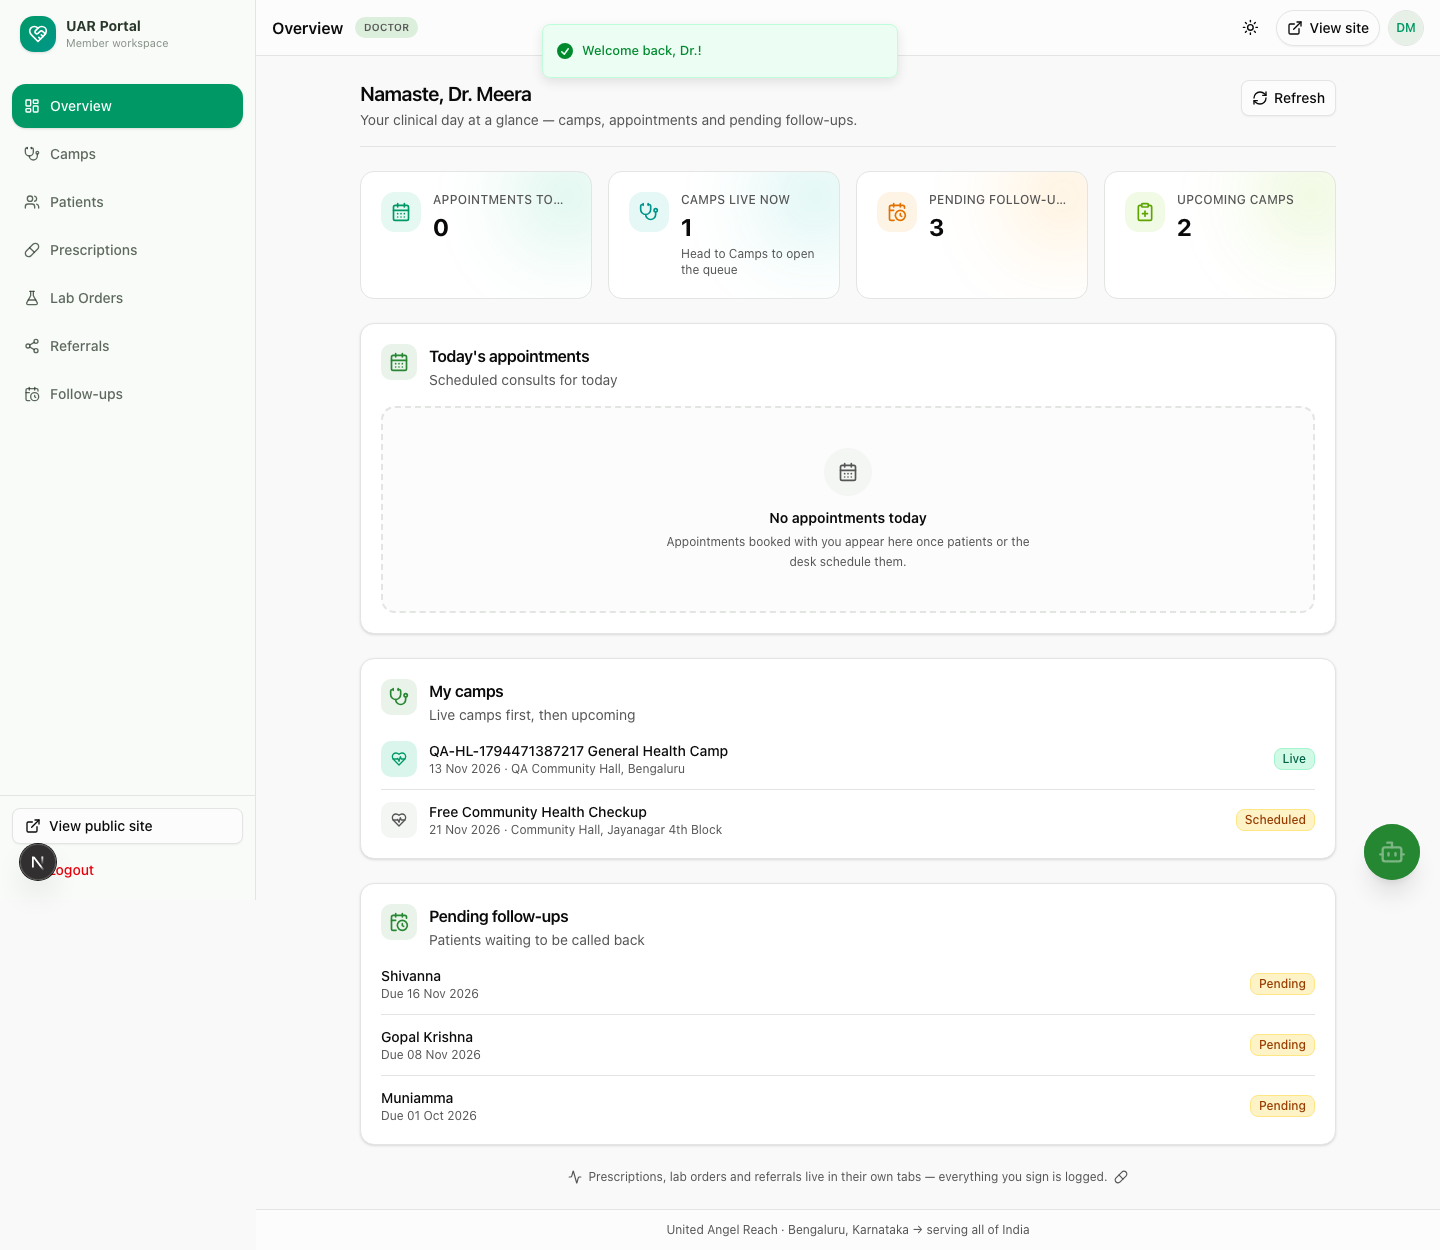 UAR Portal
Member workspace
Overview
Camps
Patients
Prescriptions
Lab Orders
Referrals
Follow-ups
View public site
N
ogout
Overview DOCTOR
Welcome back, Dr.!
View site
DM
Namaste, Dr. Meera
Your clinical day at a glance — camps, appointments and pending follow-ups.
Refresh
APPOINTMENTS TO...
0
CAMPS LIVE NOW
1
Head to Camps to open
the queue
PENDING FOLLOW-U...
3
UPCOMING CAMPS
2
Today's appointments
Scheduled consults for today
No appointments today
Appointments booked with you appear here once patients or the
desk schedule them.
My camps
Live camps first, then upcoming
QA-HL-1794471387217 General Health Camp
13 Nov 2026 · QA Community Hall, Bengaluru
Live
Free Community Health Checkup
21 Nov 2026 · Community Hall, Jayanagar 4th Block
Scheduled
Pending follow-ups
Patients waiting to be called back
Shivanna
Due 16 Nov 2026
Pending
Gopal Krishna
Due 08 Nov 2026
Pending
Muniamma
Due 01 Oct 2026
Pending
Prescriptions, lab orders and referrals live in their own tabs — everything you sign is logged.
United Angel Reach · Bengaluru, Karnataka → serving all of India